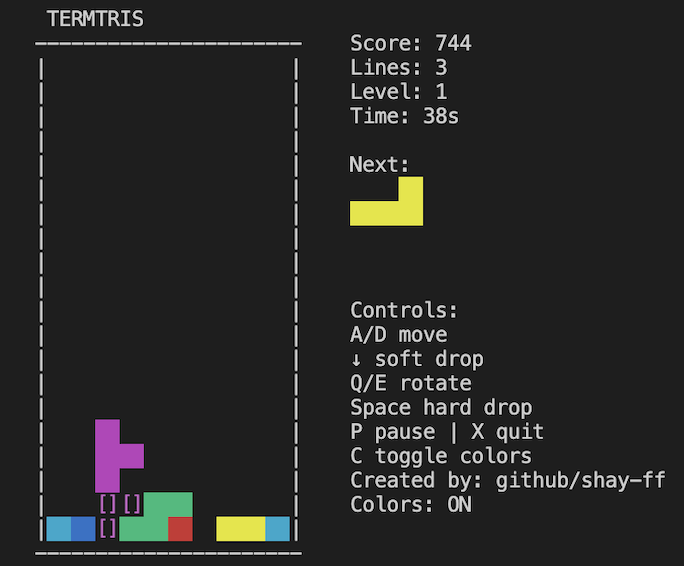 TERMTRIS
Score: 744
Lines: 3
Level: 1
Time: 38s
Next:
Controls:
A/D move
↓ soft drop
Q/E rotate
Space hard drop
P pause | X quit
C toggle colors
Created by: github/shay-ff
Colors: ON
[][]
[]